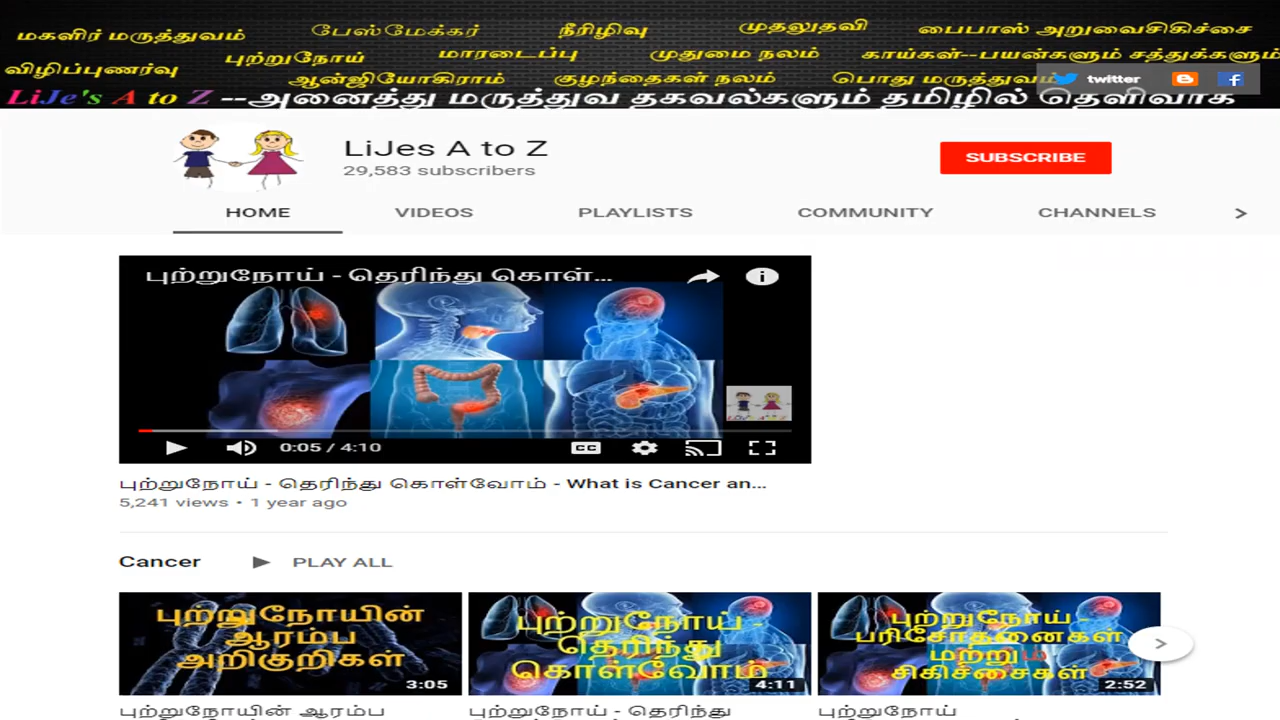 மகளிர் மருத்துவம் பேஸ்மேக்கர் நீரிழிவு முதலுதவி பைபாஸ் அறுவைசிகிச்சை
புற்றுநோய் மாரடைப்பு முதுமை நலம் காய்கள்--பயன்களும் சத்துக்களும்
விழிப்புணர்வு ஆன்ஜியோகிராம் குழந்தைகள் நலம் பொது மருத்துவம்
twitter
LiJe's A to Z --அனைத்து மருத்துவ தகவல்களும் தமிழில் தெளிவாக
LiJes A to Z
29,583 subscribers
SUBSCRIBE
HOME VIDEOS PLAYLISTS COMMUNITY CHANNELS
புற்றுநோய் - தெரிந்து கொள்...
0:05 / 4:10
CC
புற்றுநோய் - தெரிந்து கொள்வோம் - What is Cancer an...
5,241 views • 1 year ago
Cancer PLAY ALL
புற்றுநோயின்
ஆரம்ப
அறிகுறிகள்
3:05
புற்றுநோய் -
தெரிந்து
கொள்வோம்
4:11
புற்றுநோய் -
பரிசோதனைகள்
மற்றும்
சிகிச்சைகள்
2:52
புற்றுநோயின் ஆரம்ப
புற்றுநோய் - தெரிந்து
புற்றுநோய்